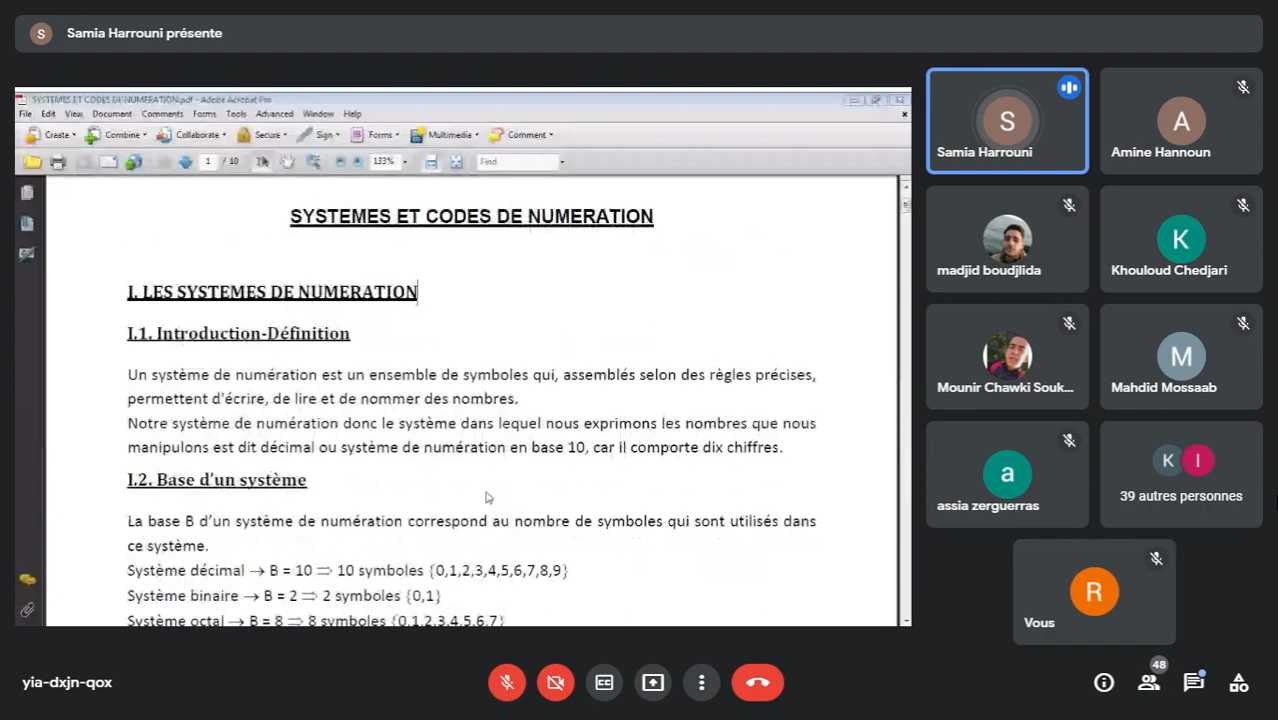 S
Samia Harrouni présente
SYSTEMES ET CODES DE NUMERATION.pdf - Adobe Acrobat Pro
File Edit View Document Comments Forms Tools Advanced Window Help
Create Combine Collaborate Secure Sign Forms Multimedia Comment
1 / 10 133% Find
SYSTEMES ET CODES DE NUMERATION
I. LES SYSTEMES DE NUMERATION
I.1. Introduction-Définition
Un système de numération est un ensemble de symboles qui, assemblés selon des règles précises,
permettent d'écrire, de lire et de nommer des nombres.
Notre système de numération donc le système dans lequel nous exprimons les nombres que nous
manipulons est dit décimal ou système de numération en base 10, car il comporte dix chiffres.
I.2. Base d'un système
La base B d'un système de numération correspond au nombre de symboles qui sont utilisés dans
ce système.
Système décimal → B = 10 ⇒ 10 symboles {0,1,2,3,4,5,6,7,8,9}
Système binaire → B = 2 ⇒ 2 symboles {0,1}
Système octal → B = 8 ⇒ 8 symboles {0,1,2,3,4,5,6,7}
S
Samia Harrouni
A
Amine Hannoun
madjid boudjlida
K
Khouloud Chedjari
Mounir Chawki Souk...
M
Mahdid Mossaab
a
assia zerguerras
K I
39 autres personnes
R
Vous
yia-dxjn-qox
CC
48